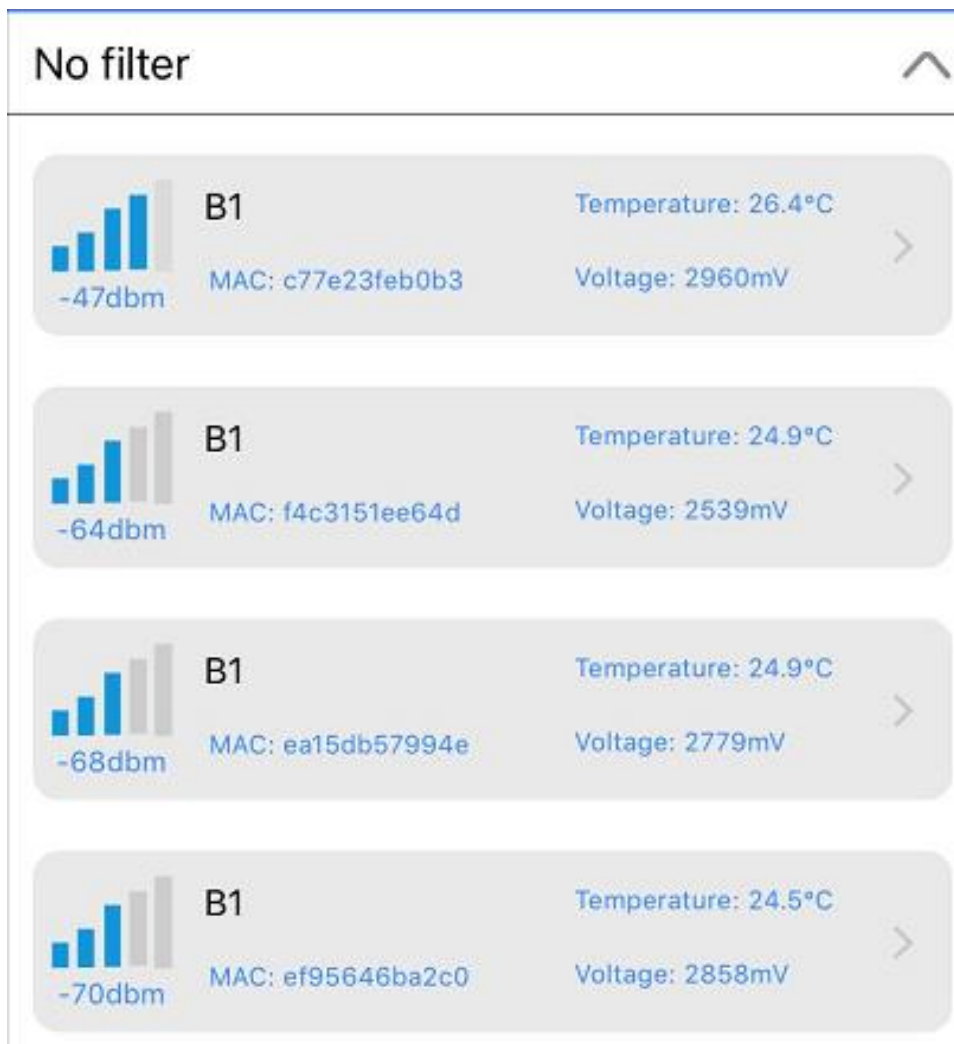 No filter
B1
Temperature: 26.4°C
MAC: c77e23feb0b3
Voltage: 2960mV
-47dbm
B1
Temperature: 24.9°C
MAC: f4c3151ee64d
Voltage: 2539mV
-64dbm
B1
Temperature: 24.9°C
MAC: ea15db57994e
Voltage: 2779mV
-68dbm
B1
Temperature: 24.5°C
MAC: ef95646ba2c0
Voltage: 2858mV
-70dbm